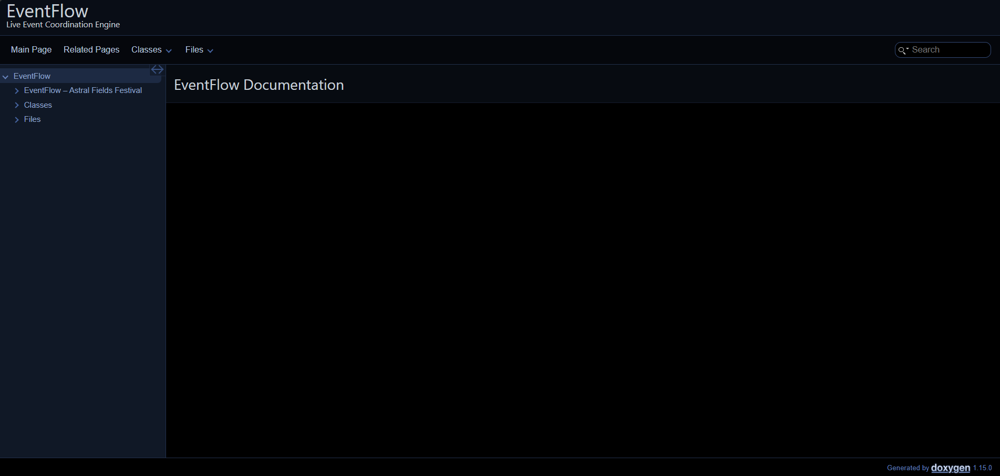 EventFlow
Live Event Coordination Engine
Main Page Related Pages Classes Files Search
EventFlow
EventFlow – Astral Fields Festival
Classes
Files
EventFlow Documentation
Generated by doxygen 1.15.0